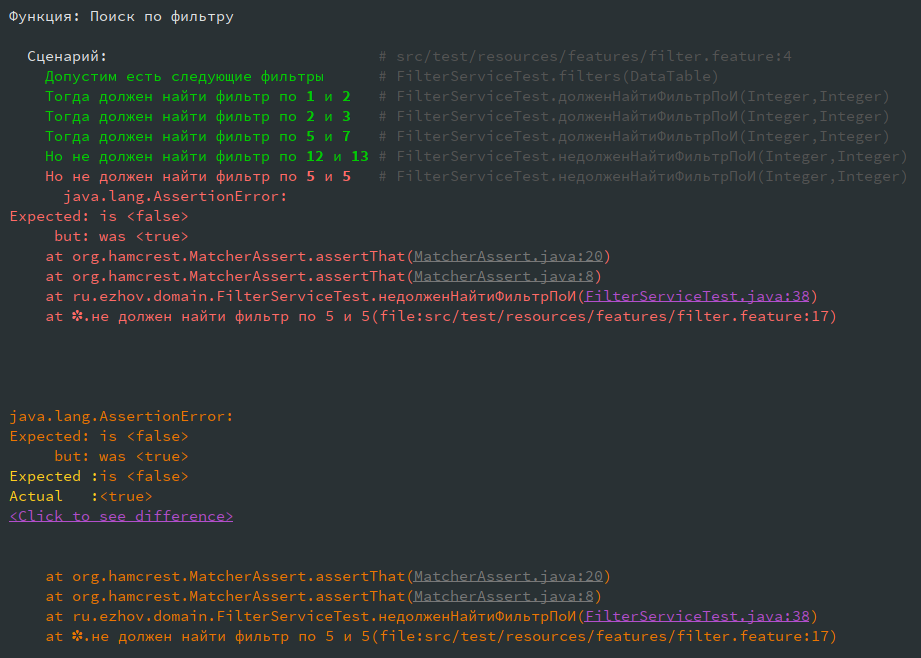 Функция: Поиск по фильтру
Сценарий: # src/test/resources/features/filter.feature:4
Допустим есть следующие фильтры # FilterServiceTest.filters(DataTable)
Тогда должен найти фильтр по 1 и 2 # FilterServiceTest.долженНайтиФильтрПоИ(Integer,Integer)
Тогда должен найти фильтр по 2 и 3 # FilterServiceTest.долженНайтиФильтрПоИ(Integer,Integer)
Тогда должен найти фильтр по 5 и 7 # FilterServiceTest.долженНайтиФильтрПоИ(Integer,Integer)
Но не должен найти фильтр по 12 и 13 # FilterServiceTest.недолженНайтиФильтрПоИ(Integer,Integer)
Но не должен найти фильтр по 5 и 5 # FilterServiceTest.недолженНайтиФильтрПоИ(Integer,Integer)
java.lang.AssertionError:
Expected: is <false>
but: was <true>
at org.hamcrest.MatcherAssert.assertThat(MatcherAssert.java:20)
at org.hamcrest.MatcherAssert.assertThat(MatcherAssert.java:8)
at ru.ezhov.domain.FilterServiceTest.недолженНайтиФильтрПоИ(FilterServiceTest.java:38)
at ✽.не должен найти фильтр по 5 и 5(file:src/test/resources/features/filter.feature:17)
java.lang.AssertionError:
Expected: is <false>
but: was <true>
Expected :is <false>
Actual :<true>
<Click to see difference>
at org.hamcrest.MatcherAssert.assertThat(MatcherAssert.java:20)
at org.hamcrest.MatcherAssert.assertThat(MatcherAssert.java:8)
at ru.ezhov.domain.FilterServiceTest.недолженНайтиФильтрПоИ(FilterServiceTest.java:38)
at ✽.не должен найти фильтр по 5 и 5(file:src/test/resources/features/filter.feature:17)